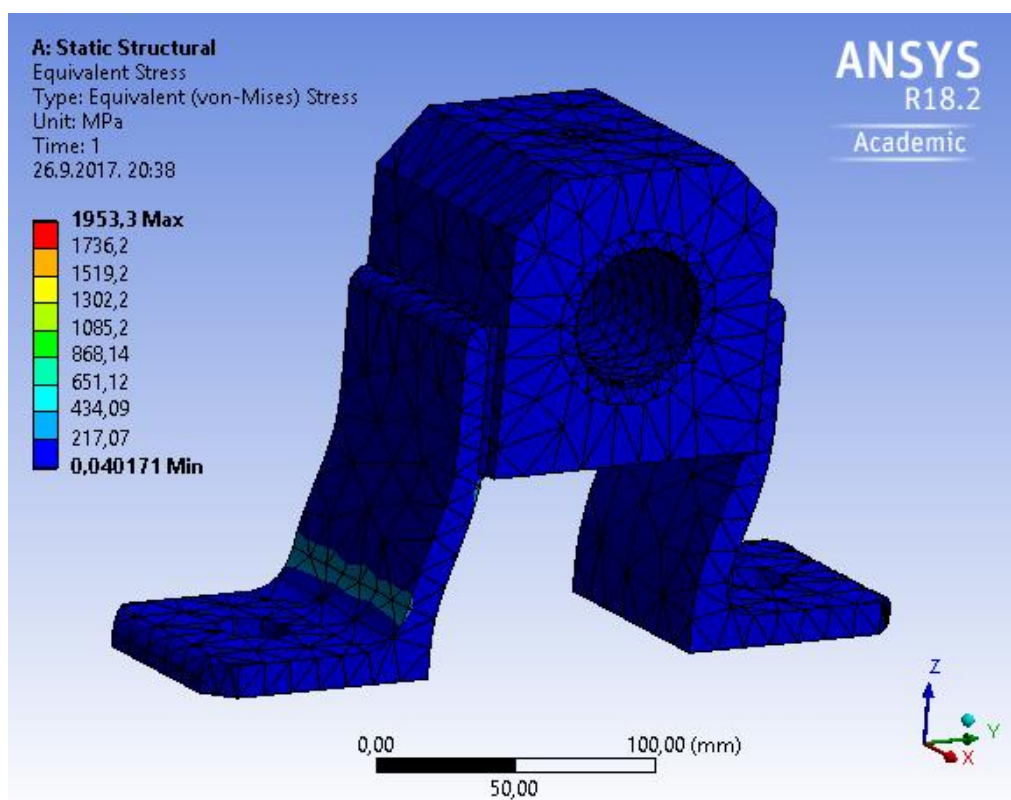 A: Static Structural
Equivalent Stress
Type: Equivalent (von-Mises) Stress
Unit: MPa
Time: 1
26.9.2017. 20:38
ANSYS
R18.2
Academic
1953,3 Max
1736,2
1519,2
1302,2
1085,2
868,14
651,12
434,09
217,07
0,040171 Min
0,00
100,00 (mm)
50,00
Z
Y
X